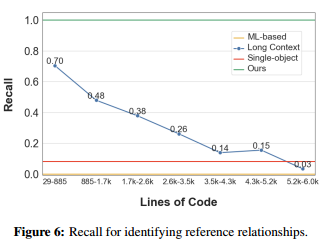 1.0
0.8
0.6
0.4
0.2
0.0
Recall
ML-based
Long Context
Single-object
Ours
0.70
0.48
0.38
0.26
0.14
0.15
0.03
29-885
885-1.7k
1.7k-2.6k
2.6k-3.5k
3.5k-4.3k
4.3k-5.2k
5.2k-6.0k
Lines of Code
Figure 6: Recall for identifying reference relationships.